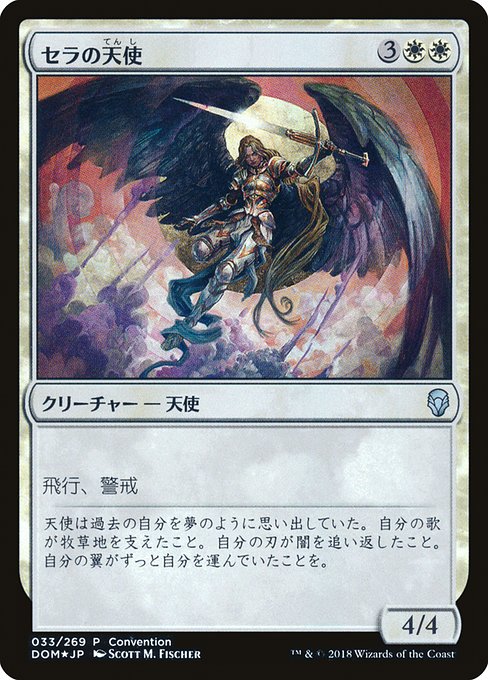 セラの天使
てんし
3
クリーチャー — 天使
飛行、警戒
天使は過去の自分を夢のように思い出していた。自分の歌
が牧草地を支えたこと。自分の刃が闇を追い返したこと。
自分の翼がずっと自分を運んでいたことを。
4/4
033/269 P Convention
DOM★JP Scott M. Fischer
™ & © 2018 Wizards of the Coast